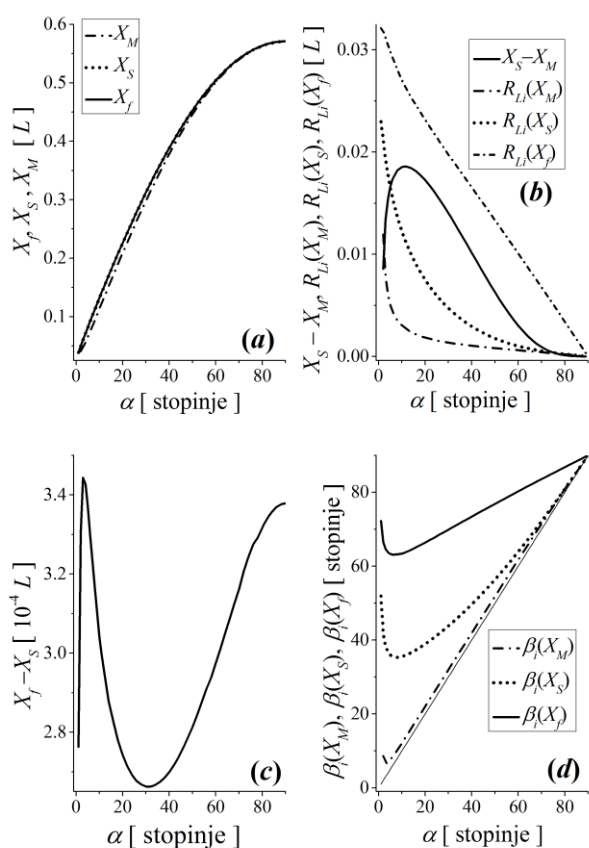 0.6
0.5
0.4
0.3
0.2
0.1
X_f, X_S, X_M [ L ]
X_M
X_S
X_f
(a)
0 20 40 60 80
α [ stopinje ]
0.03
0.02
0.01
0.00
X_S – X_M, R_Li(X_M), R_Li(X_S), R_Li(X_f) [ L ]
X_S–X_M
R_Li(X_M)
R_Li(X_S)
R_Li(X_f)
(b)
0 20 40 60 80
α [ stopinje ]
3.4
3.2
3.0
2.8
X_f –X_S [ 10⁻⁴ L ]
(c)
0 20 40 60 80
α [ stopinje ]
80
60
40
20
0
β_i(X_M), β_i(X_S), β_i(X_f) [ stopinje ]
β_i(X_M)
β_i(X_S)
β_i(X_f)
(d)
0 20 40 60 80
α [ stopinje ]